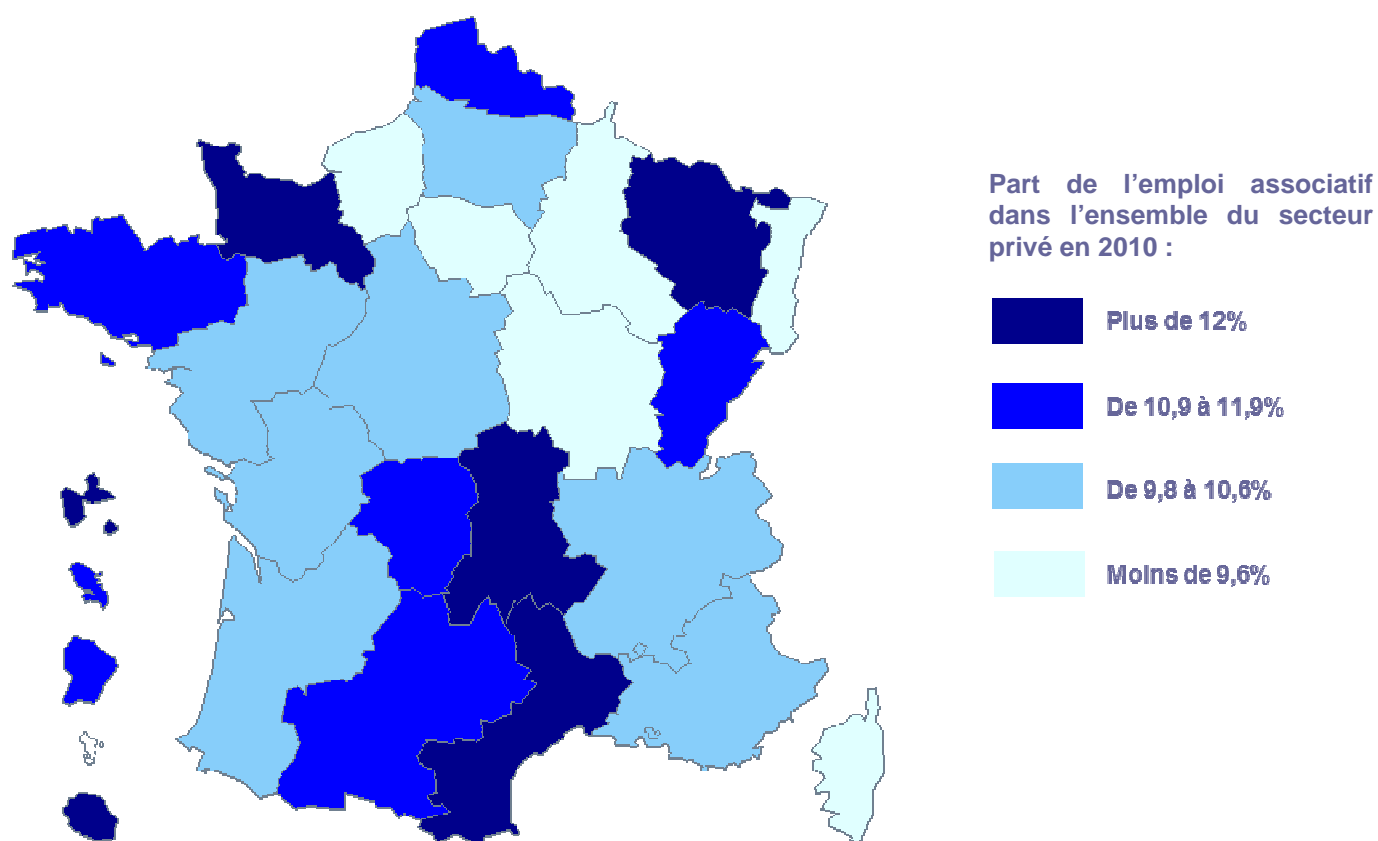 Part de l'emploi associatif
dans l'ensemble du secteur
privé en 2010 :
Plus de 12%
De 10,9 à 11,9%
De 9,8 à 10,6%
Moins de 9,6%